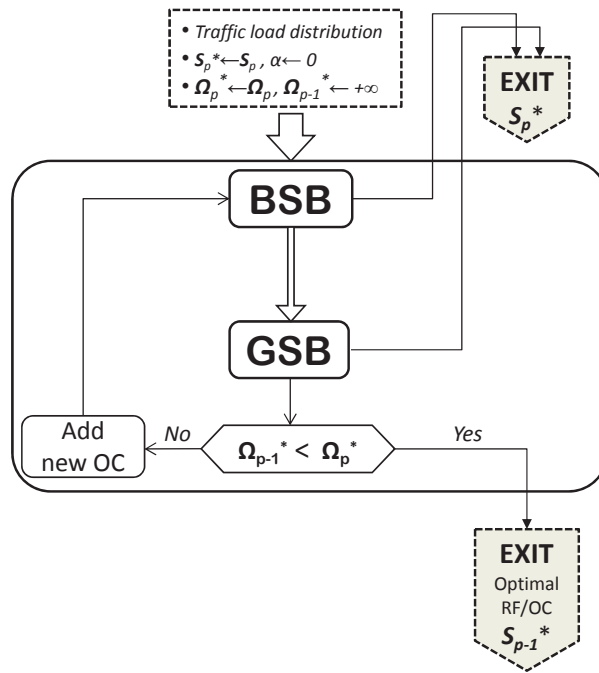 • Traffic load distribution
• Sₚ*←Sₚ , α← 0
• Ωₚ*←Ωₚ, Ωₚ₋₁*← +∞
EXIT
Sₚ*
BSB
GSB
Add
new OC
No
Ωₚ₋₁* < Ωₚ*
Yes
EXIT
Optimal
RF/OC
Sₚ₋₁*